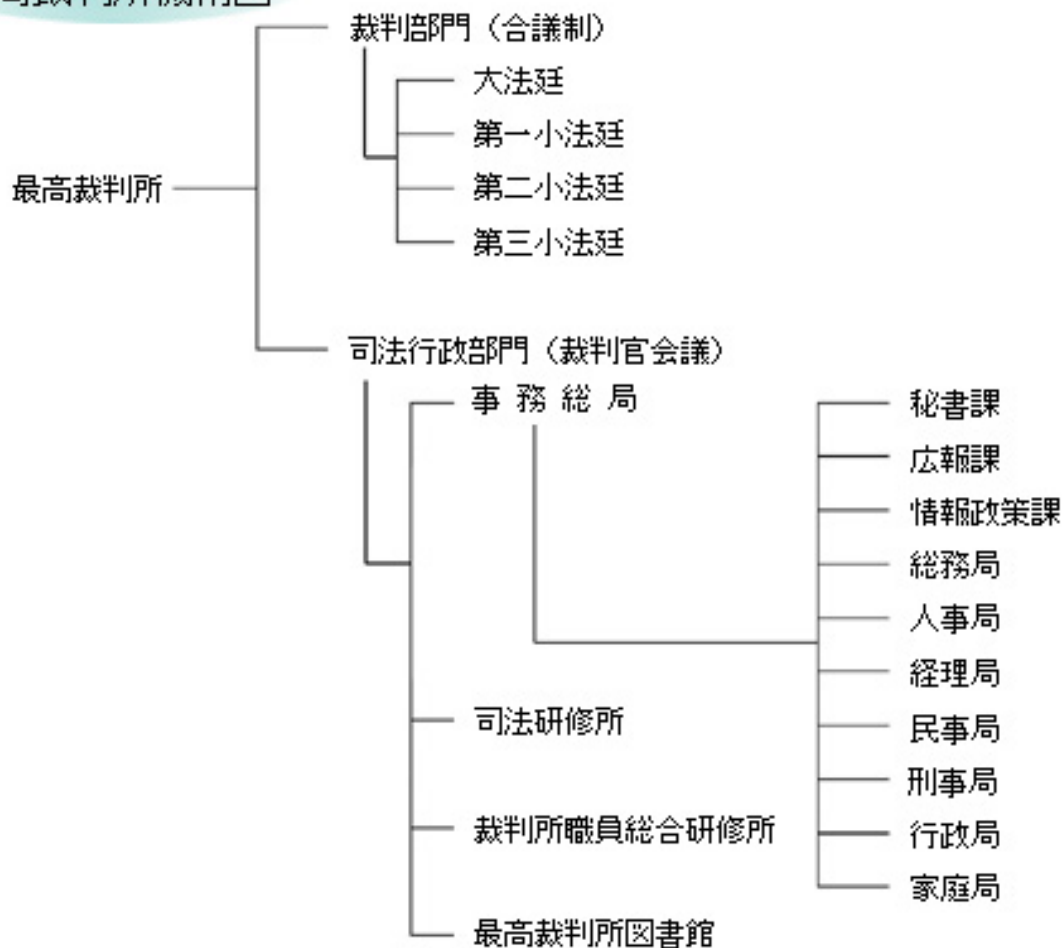 最高裁判所
裁判部門（合議制）
大法廷
第一小法廷
第二小法廷
第三小法廷
司法行政部門（裁判官会議）
事務総局
秘書課
広報課
情報政策課
総務局
人事局
経理局
民事局
刑事局
行政局
家庭局
司法研修所
裁判所職員総合研修所
最高裁判所図書館